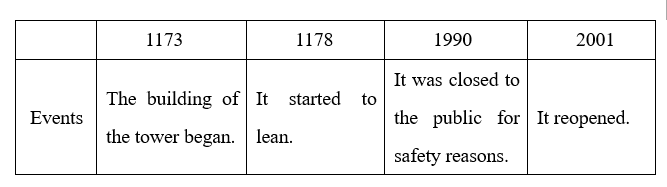 1173 1178 1990 2001
Events
The building of
the tower began.
It started to
lean.
It was closed to
the public for
safety reasons.
It reopened.